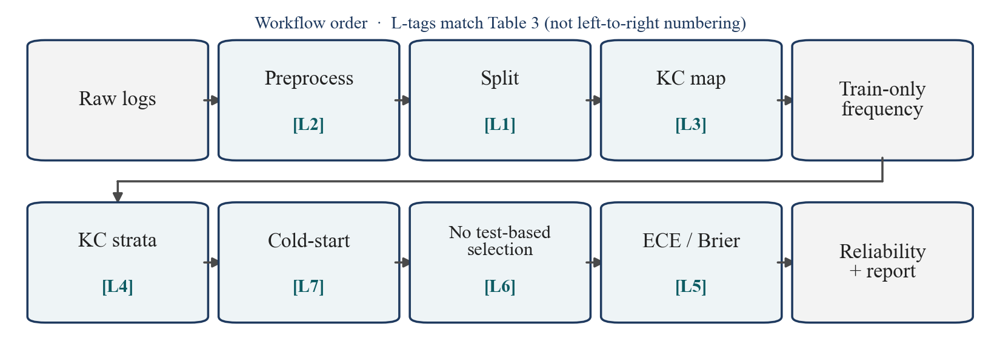 Workflow order · L-tags match Table 3 (not left-to-right numbering)
Raw logs
Preprocess
[L2]
Split
[L1]
KC map
[L3]
Train-only
frequency
KC strata
[L4]
Cold-start
[L7]
No test-based
selection
[L6]
ECE / Brier
[L5]
Reliability
+ report